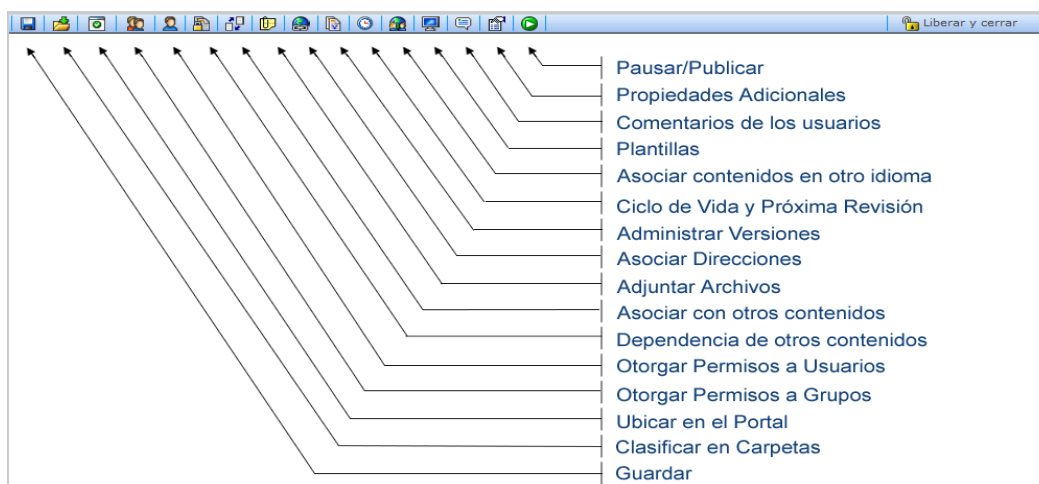 Liberar y cerrar
Pausar/Publicar
Propiedades Adicionales
Comentarios de los usuarios
Plantillas
Asociar contenidos en otro idioma
Ciclo de Vida y Próxima Revisión
Administrar Versiones
Asociar Direcciones
Adjuntar Archivos
Asociar con otros contenidos
Dependencia de otros contenidos
Otorgar Permisos a Usuarios
Otorgar Permisos a Grupos
Ubicar en el Portal
Clasificar en Carpetas
Guardar